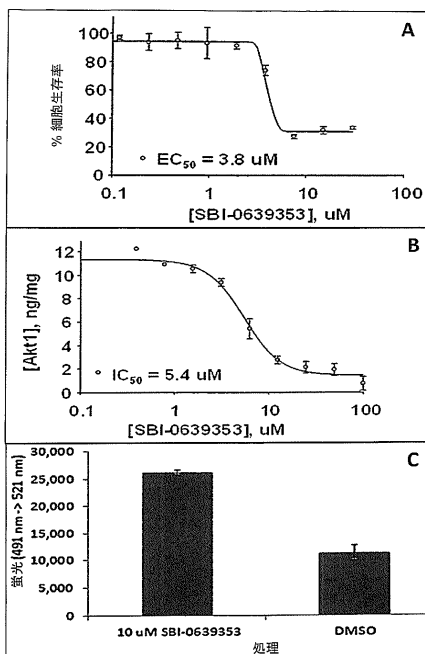 A
% 細胞生存率
100
80
60
40
20
0
EC50 = 3.8 uM
0.1 1 10 100
[SBI-0639353], uM
B
[Akt1], ng/mg
12
10
8
6
4
2
0
IC50 = 5.4 uM
0.1 1 10 100
[SBI-0639353], uM
C
蛍光 (491 nm -> 521 nm)
30,000
25,000
20,000
15,000
10,000
5,000
0
10 uM SBI-0639353 DMSO
処理